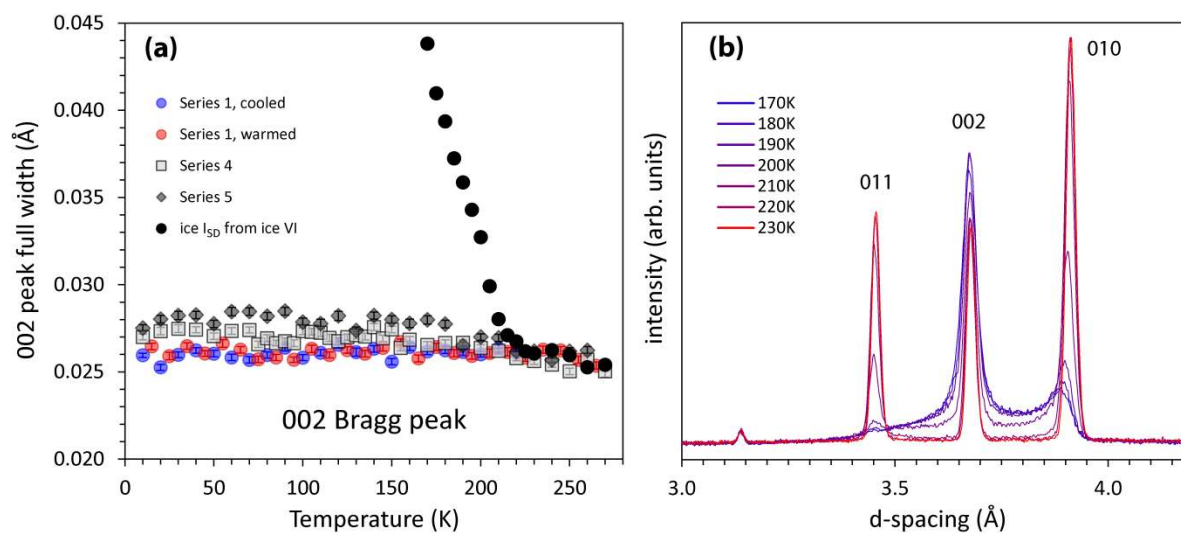 (a)
0.045
0.040
0.035
0.030
0.025
0.020
002 peak full width (Å)
Series 1, cooled
Series 1, warmed
Series 4
Series 5
ice I_SD from ice VI
002 Bragg peak
0
50
100
150
200
250
Temperature (K)
(b)
010
002
011
170K
180K
190K
200K
210K
220K
230K
intensity (arb. units)
3.0
3.5
4.0
d-spacing (Å)